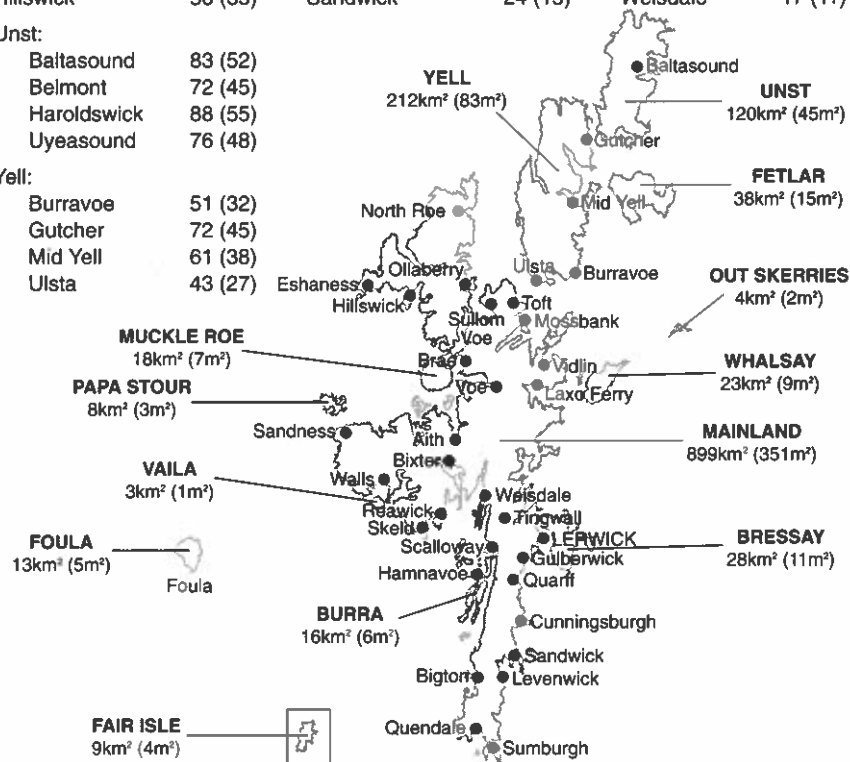 Sandwick
Weisdale
Unst:
Baltasound 83 (52)
Belmont 72 (45)
Haroldswick 88 (55)
Uyeasound 76 (48)
Yell:
Burravoe 51 (32)
Gutcher 72 (45)
Mid Yell 61 (38)
Ulsta 43 (27)
YELL
212km² (83m²)
Baltasound
UNST
120km² (45m²)
Gutcher
FETLAR
38km² (15m²)
Mid Yell
North Roe
Ulsta
Burravoe
Ollaberry
Eshaness
Hillswick
OUT SKERRIES
4km² (2m²)
Toft
Sullom
Voe
Mossbank
MUCKLE ROE
18km² (7m²)
Brae
Vidlin
WHALSAY
23km² (9m²)
Voe
Laxo Ferry
PAPA STOUR
8km² (3m²)
Sandness
Aith
MAINLAND
899km² (351m²)
Bixter
VAILA
3km² (1m²)
Walls
Weisdale
Reawick
Tingwall
Skeld
LERWICK
BRESSAY
28km² (11m²)
FOULA
13km² (5m²)
Foula
Scalloway
Gulberwick
Hamnavoe
Quarff
BURRA
16km² (6m²)
Cunningsburgh
Sandwick
Bigton
Levenwick
FAIR ISLE
9km² (4m²)
Quendale
Sumburgh